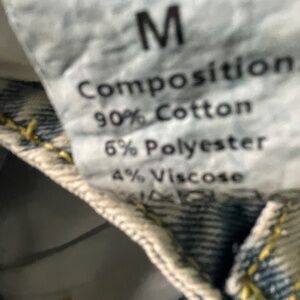 M
Composition
90% Cotton
6% Polyester
4% Viscose